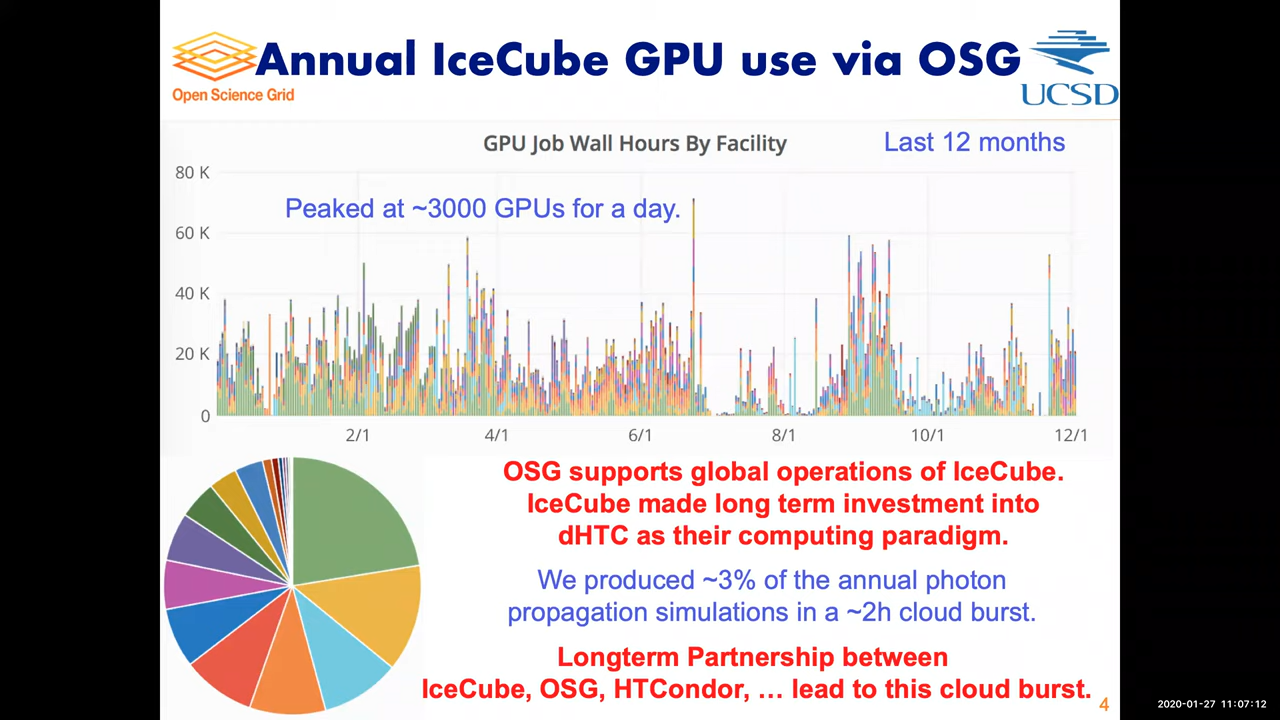 Annual IceCube GPU use via OSG
Open Science Grid
UCSD
GPU Job Wall Hours By Facility
Last 12 months
80 K
Peaked at ~3000 GPUs for a day.
60 K
40 K
20 K
0
2/1
4/1
6/1
8/1
10/1
12/1
OSG supports global operations of IceCube.
IceCube made long term investment into
dHTC as their computing paradigm.
We produced ~3% of the annual photon
propagation simulations in a ~2h cloud burst.
Longterm Partnership between
IceCube, OSG, HTCondor, … lead to this cloud burst.
4
2020-01-27 11:07:12